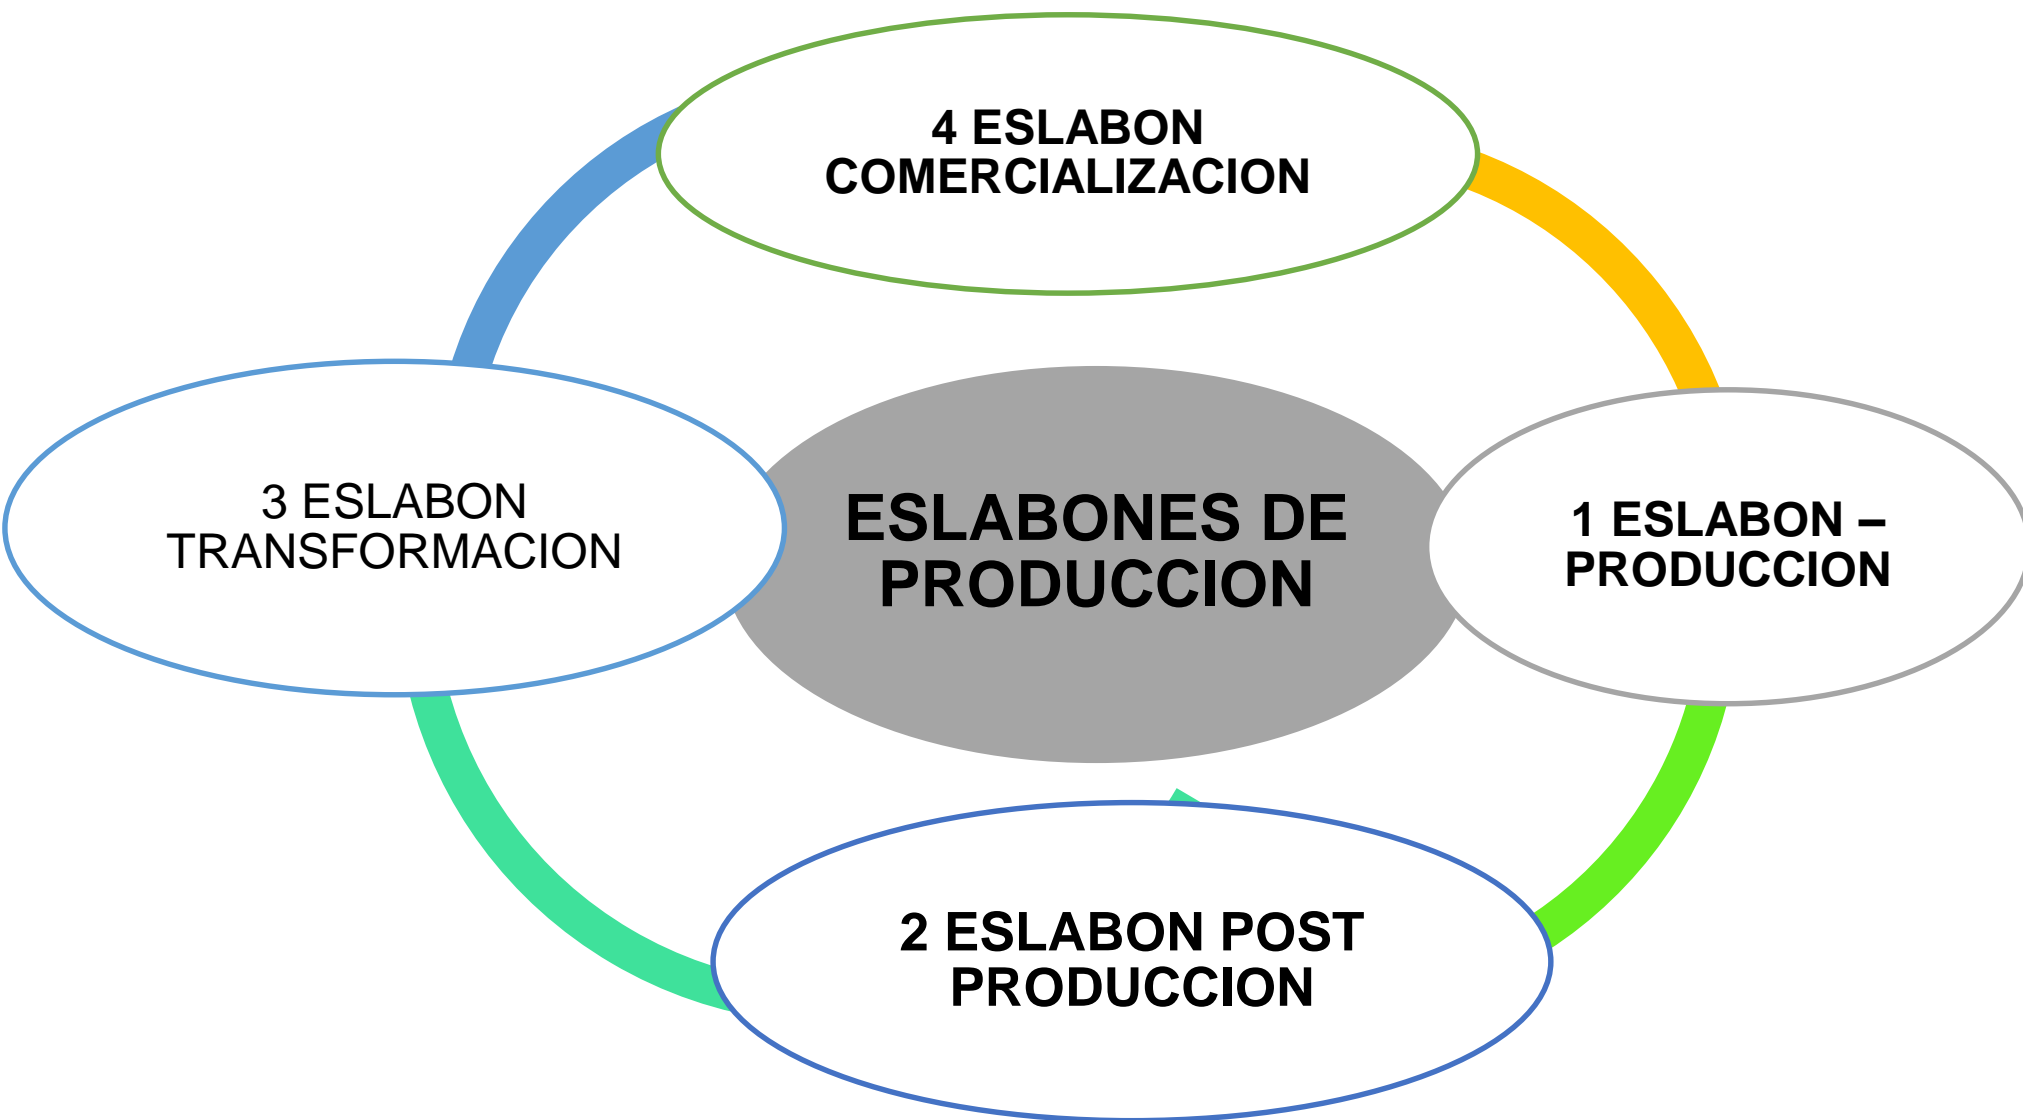 4 ESLABON
COMERCIALIZACION
3 ESLABON
TRANSFORMACION
ESLABONES DE
PRODUCCION
1 ESLABON –
PRODUCCION
2 ESLABON POST
PRODUCCION